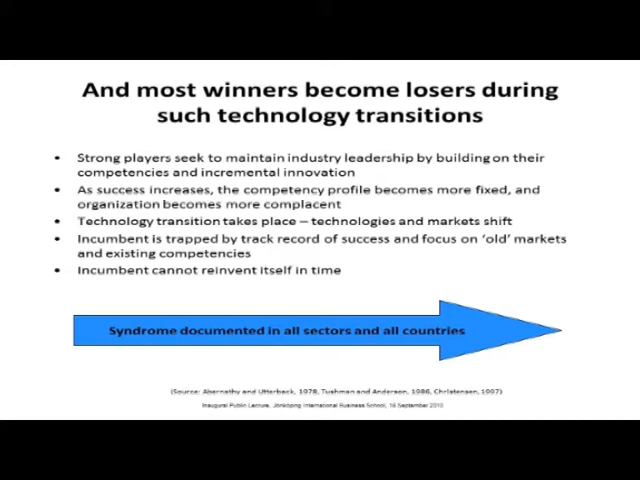 And most winners become losers during
such technology transitions
• Strong players seek to maintain industry leadership by building on their
competencies and incremental innovation
• As success increases, the competency profile becomes more fixed, and
organization becomes more complacent
• Technology transition takes place – technologies and markets shift
• Incumbent is trapped by track record of success and focus on ‘old’ markets
and existing competencies
• Incumbent cannot reinvent itself in time
Syndrome documented in all sectors and all countries
(Source: Abernathy and Utterback, 1978, Tushman and Anderson, 1986, Christensen, 1997)
Inaugural Public Lecture, Jönköping International Business School, 16 September 2010